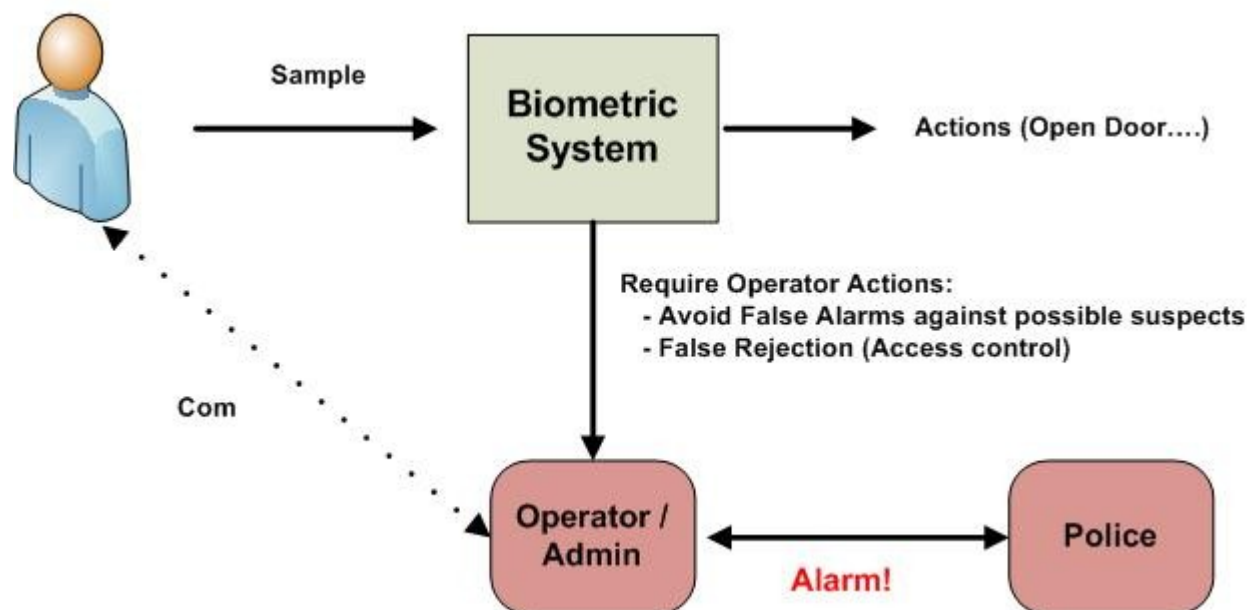 Sample
Biometric
System
Actions (Open Door....)
Require Operator Actions:
- Avoid False Alarms against possible suspects
- False Rejection (Access control)
Com
Operator /
Admin
Alarm!
Police